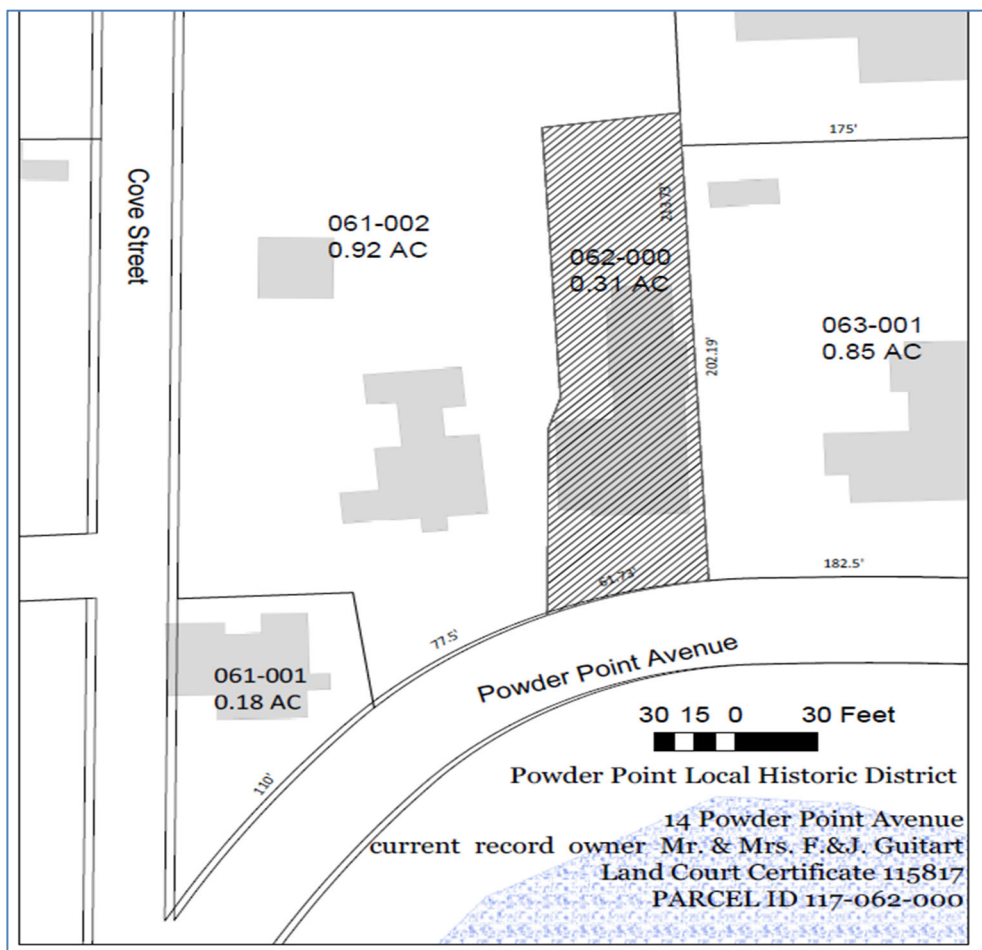 175'
Cove Street
213.73
061-002
0.92 AC
062-000
0.31 AC
063-001
0.85 AC
202.19'
182.5'
61.73'
77.5'
Powder Point Avenue
061-001
0.18 AC
110'
30 15 0 30 Feet
Powder Point Local Historic District
14 Powder Point Avenue
current record owner Mr. & Mrs. F.&J. Guitart
Land Court Certificate 115817
PARCEL ID 117-062-000